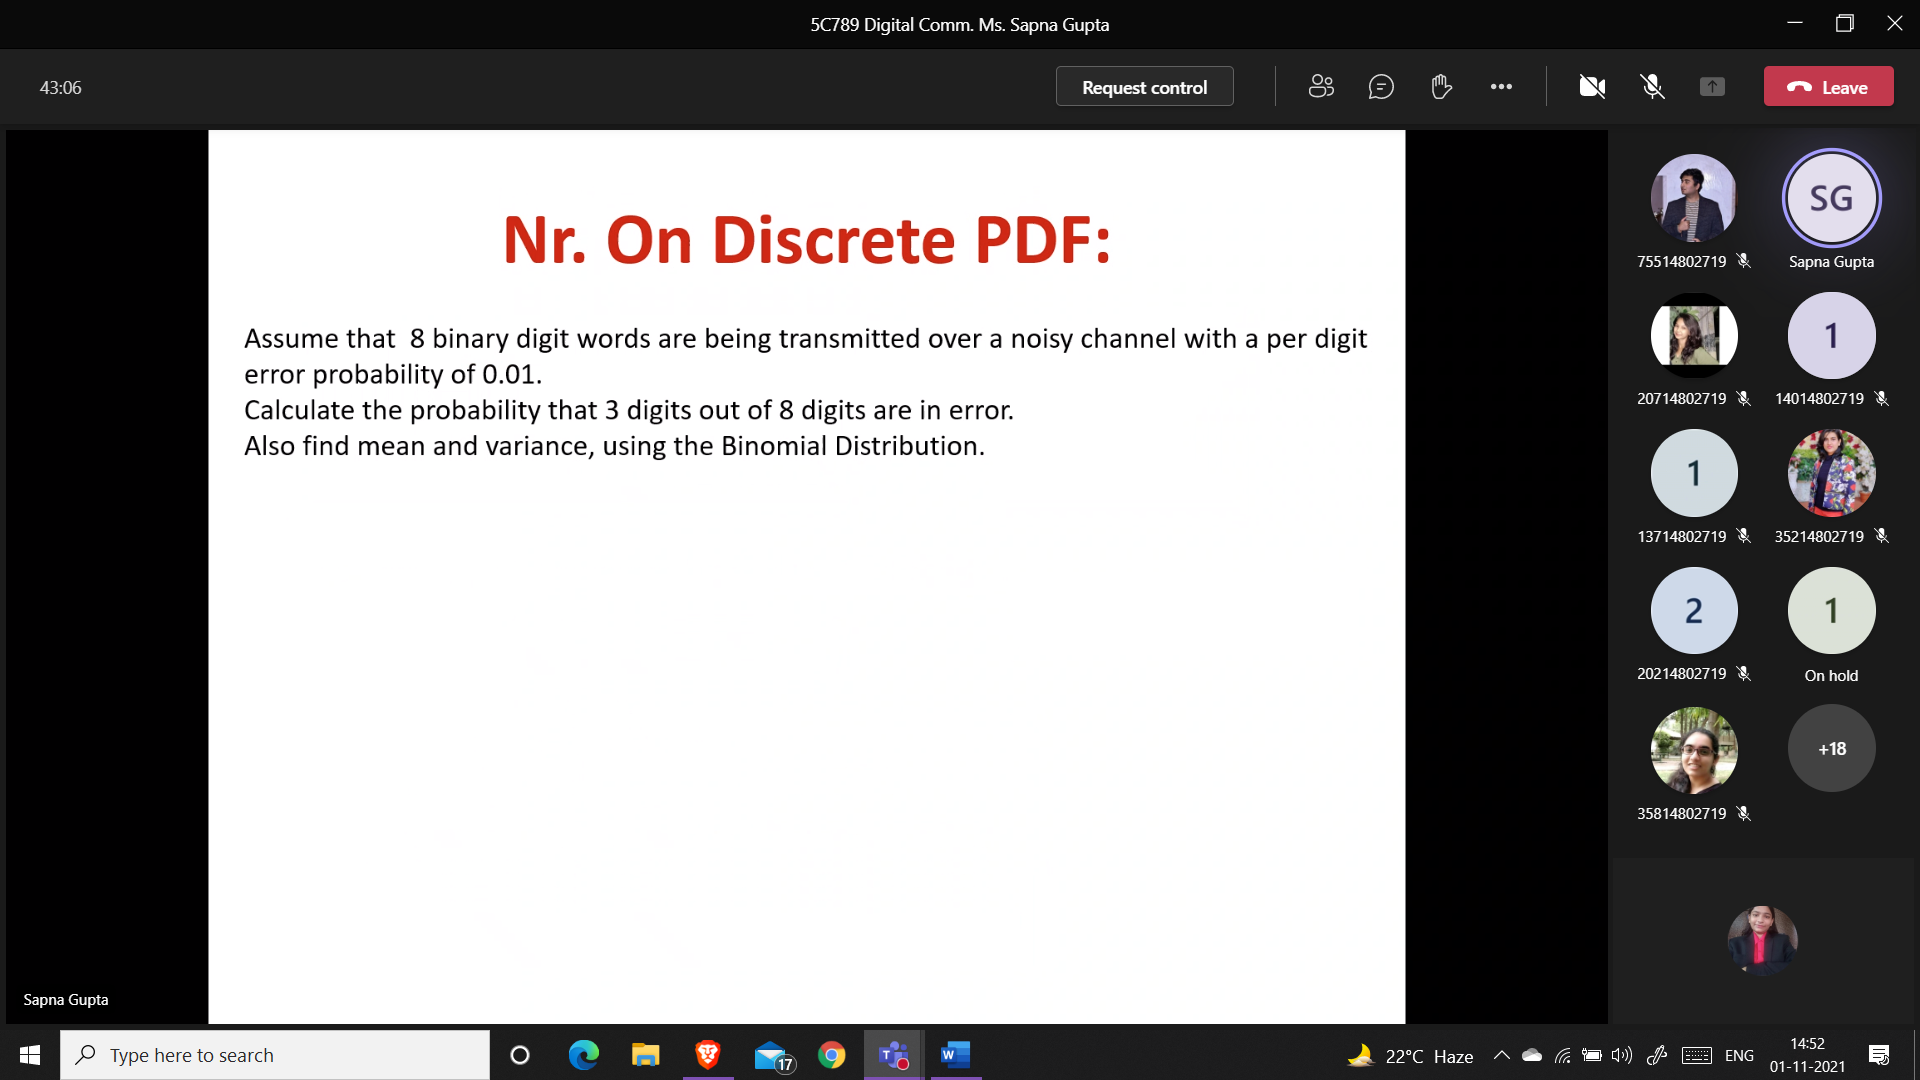 5C789 Digital Comm. Ms. Sapna Gupta
43:06
Request control
Leave
Nr. On Discrete PDF:
Assume that 8 binary digit words are being transmitted over a noisy channel with a per digit
error probability of 0.01.
Calculate the probability that 3 digits out of 8 digits are in error.
Also find mean and variance, using the Binomial Distribution.
Sapna Gupta
75514802719
SG
Sapna Gupta
20714802719
1
14014802719
1
13714802719
35214802719
2
20214802719
1
On hold
35814802719
+18
Type here to search
17
22°C Haze
ENG
14:52
01-11-2021